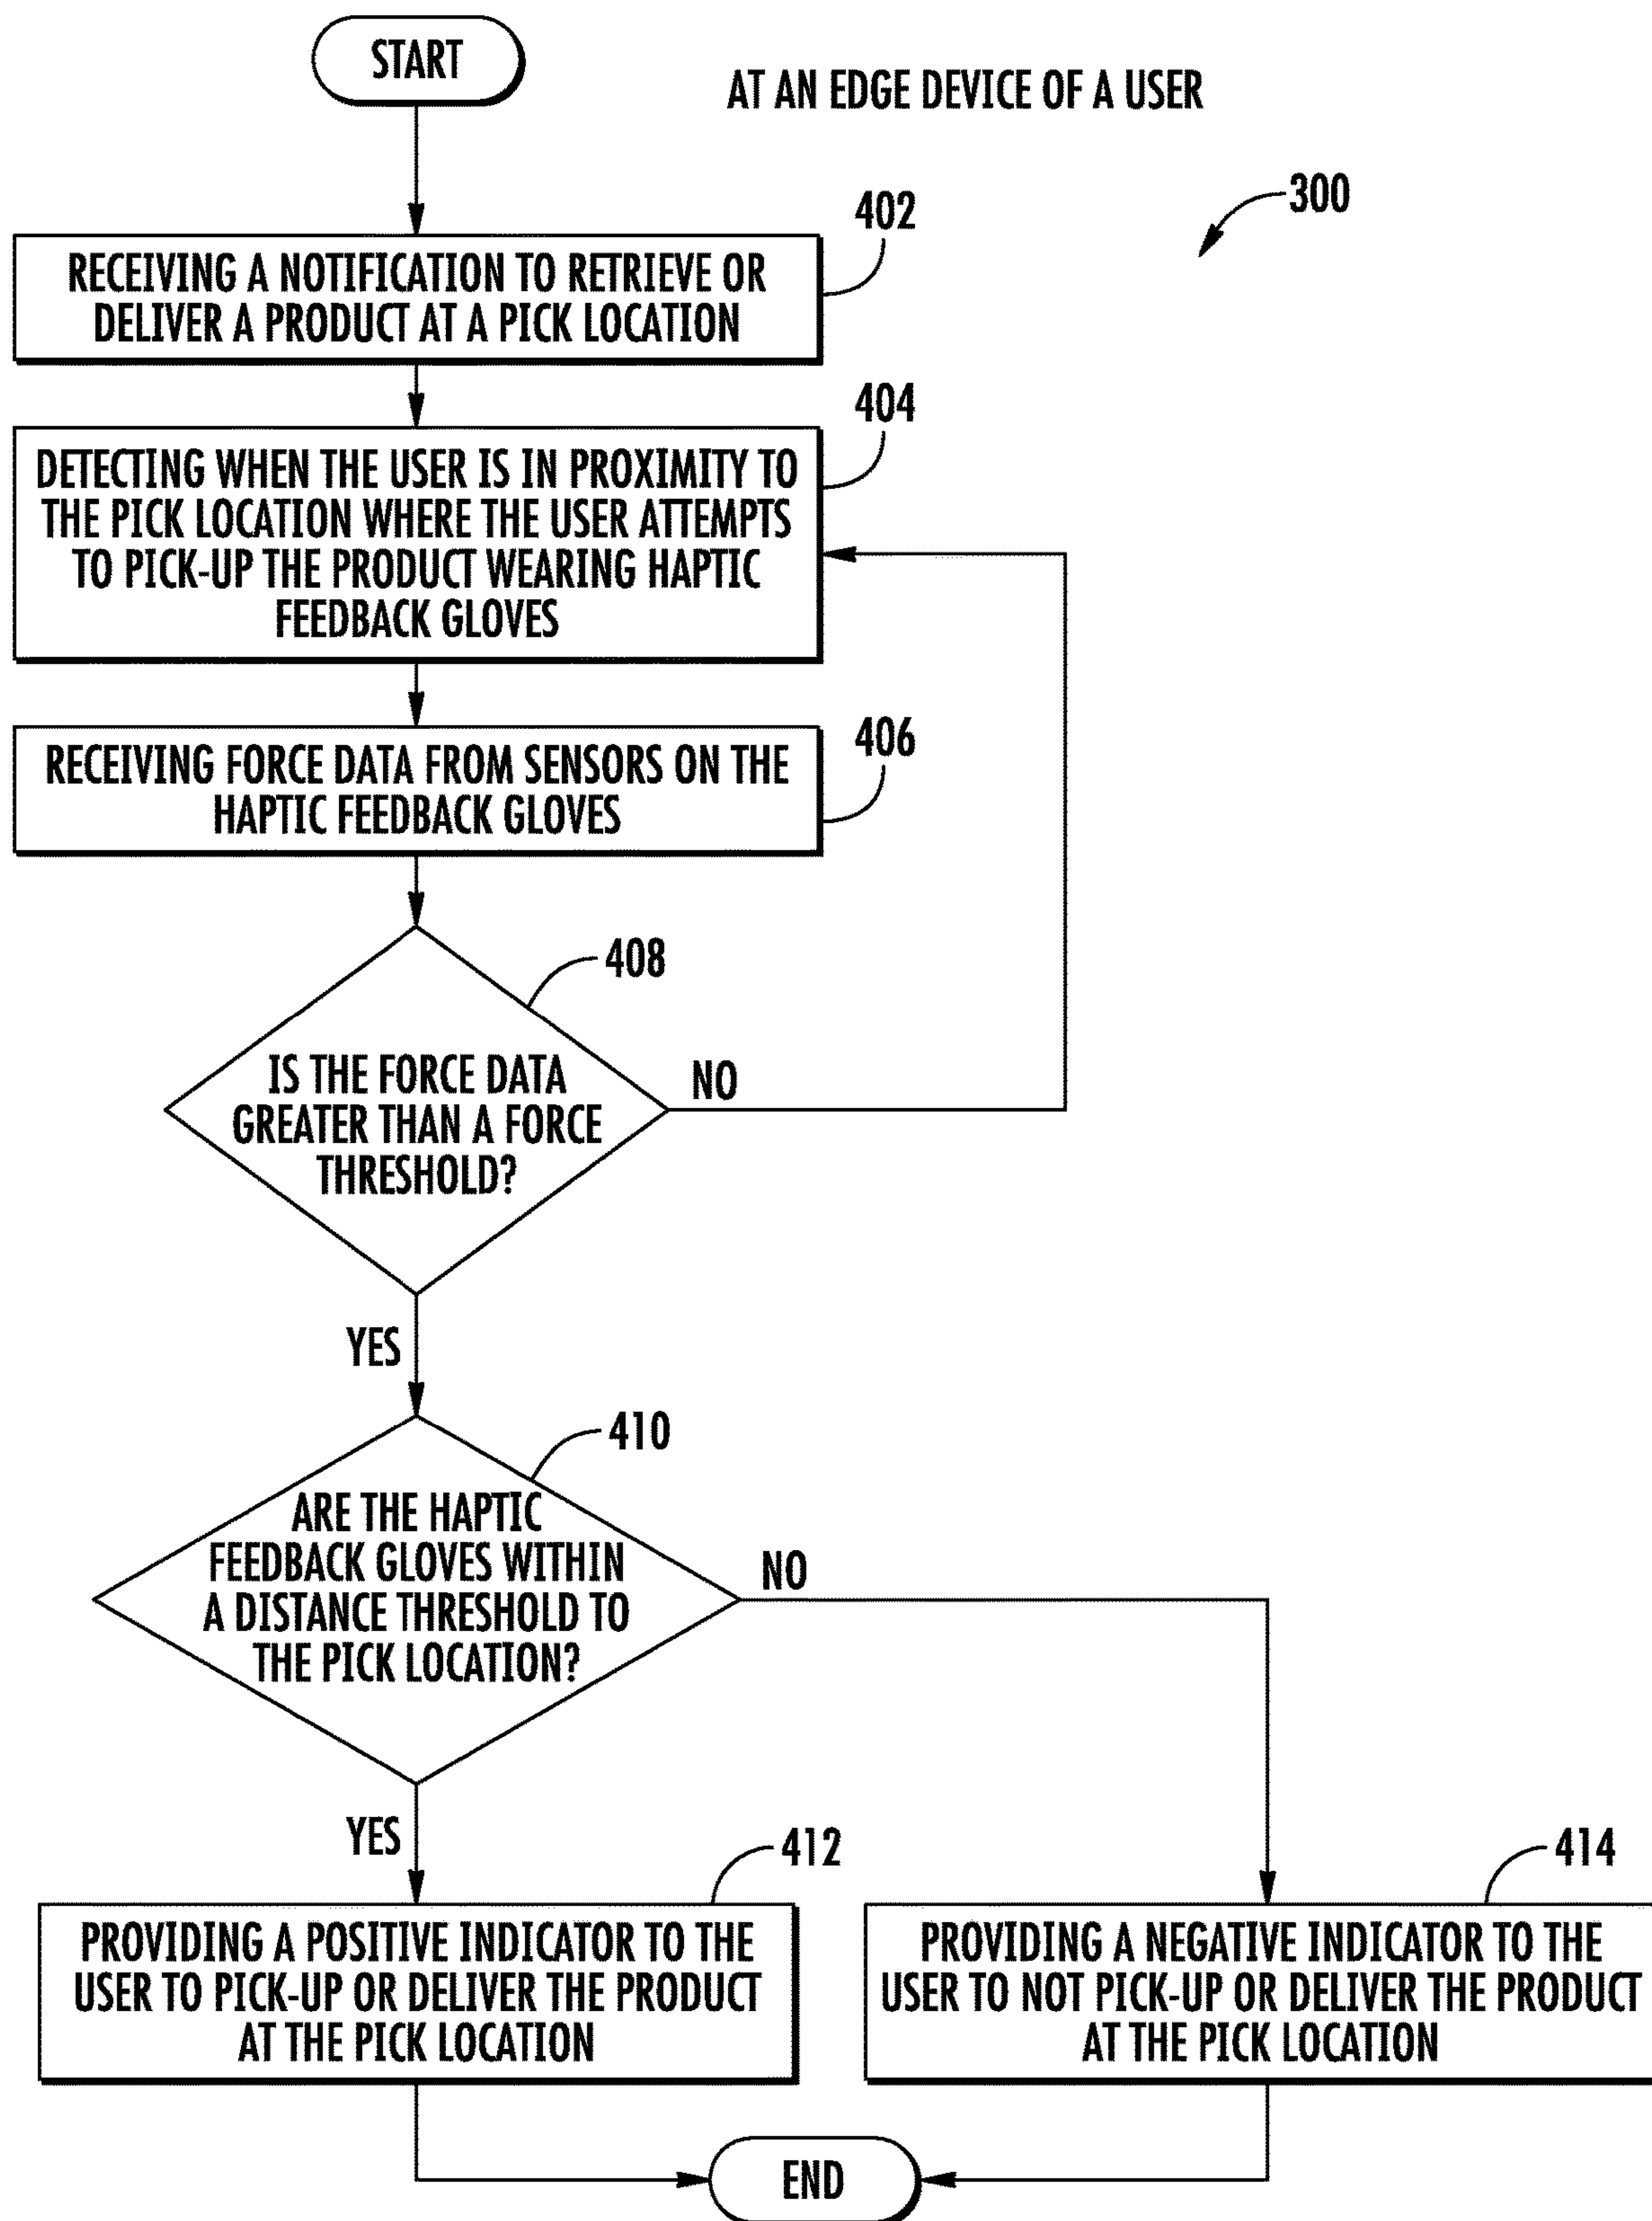 START
AT AN EDGE DEVICE OF A USER
300
402
RECEIVING A NOTIFICATION TO RETRIEVE OR
DELIVER A PRODUCT AT A PICK LOCATION
404
DETECTING WHEN THE USER IS IN PROXIMITY TO
THE PICK LOCATION WHERE THE USER ATTEMPTS
TO PICK-UP THE PRODUCT WEARING HAPTIC
FEEDBACK GLOVES
406
RECEIVING FORCE DATA FROM SENSORS ON THE
HAPTIC FEEDBACK GLOVES
408
IS THE FORCE DATA
GREATER THAN A FORCE
THRESHOLD?
NO
YES
410
ARE THE HAPTIC
FEEDBACK GLOVES WITHIN
A DISTANCE THRESHOLD TO
THE PICK LOCATION?
NO
YES
412
PROVIDING A POSITIVE INDICATOR TO THE
USER TO PICK-UP OR DELIVER THE PRODUCT
AT THE PICK LOCATION
414
PROVIDING A NEGATIVE INDICATOR TO THE
USER TO NOT PICK-UP OR DELIVER THE PRODUCT
AT THE PICK LOCATION
END